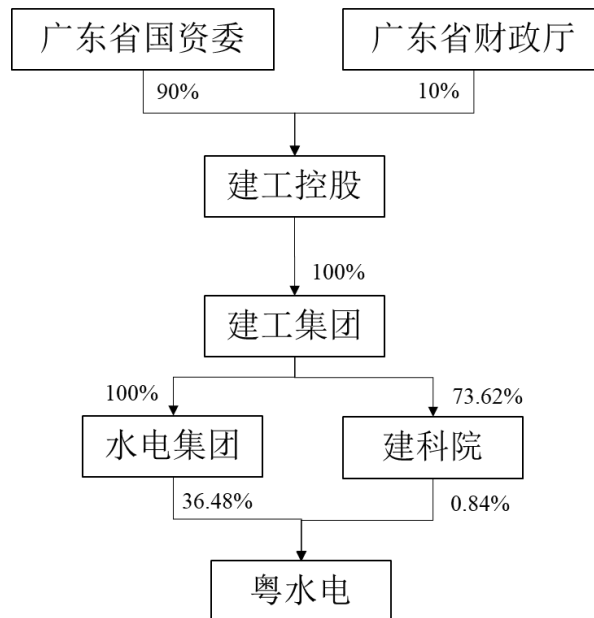 广东省国资委
广东省财政厅
90%
10%
建工控股
100%
建工集团
100%
73.62%
水电集团
建科院
36.48%
0.84%
粤水电